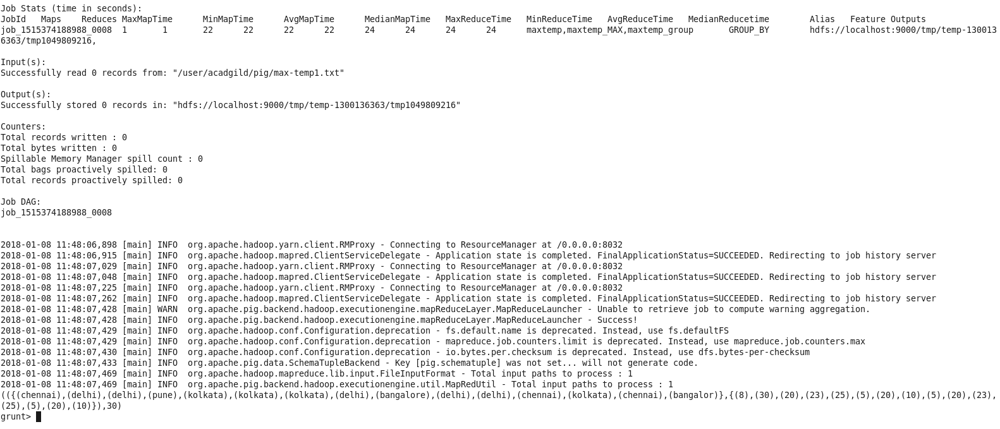 Job Stats (time in seconds):
JobId   Maps    Reduces MaxMapTime      MinMapTime      AvgMapTime      MedianMapTime   MaxReduceTime   MinReduceTime   AvgReduceTime   MedianReducetime        Alias   Feature Outputs
job_1515374188988_0008  1       1       22      22      22      22      24      24      24      24      maxtemp,maxtemp_MAX,maxtemp_group       GROUP_BY        hdfs://localhost:9000/tmp/temp-130013
6363/tmp1049809216,
Input(s):
Successfully read 0 records from: "/user/acadgild/pig/max-temp1.txt"
Output(s):
Successfully stored 0 records in: "hdfs://localhost:9000/tmp/temp-1300136363/tmp1049809216"
Counters:
Total records written : 0
Total bytes written : 0
Spillable Memory Manager spill count : 0
Total bags proactively spilled: 0
Total records proactively spilled: 0
Job DAG:
job_1515374188988_0008
2018-01-08 11:48:06,898 [main] INFO  org.apache.hadoop.yarn.client.RMProxy - Connecting to ResourceManager at /0.0.0.0:8032
2018-01-08 11:48:06,915 [main] INFO  org.apache.hadoop.mapred.ClientServiceDelegate - Application state is completed. FinalApplicationStatus=SUCCEEDED. Redirecting to job history server
2018-01-08 11:48:07,029 [main] INFO  org.apache.hadoop.yarn.client.RMProxy - Connecting to ResourceManager at /0.0.0.0:8032
2018-01-08 11:48:07,048 [main] INFO  org.apache.hadoop.mapred.ClientServiceDelegate - Application state is completed. FinalApplicationStatus=SUCCEEDED. Redirecting to job history server
2018-01-08 11:48:07,225 [main] INFO  org.apache.hadoop.yarn.client.RMProxy - Connecting to ResourceManager at /0.0.0.0:8032
2018-01-08 11:48:07,262 [main] INFO  org.apache.hadoop.mapred.ClientServiceDelegate - Application state is completed. FinalApplicationStatus=SUCCEEDED. Redirecting to job history server
2018-01-08 11:48:07,428 [main] WARN  org.apache.pig.backend.hadoop.executionengine.mapReduceLayer.MapReduceLauncher - Unable to retrieve job to compute warning aggregation.
2018-01-08 11:48:07,428 [main] INFO  org.apache.pig.backend.hadoop.executionengine.mapReduceLayer.MapReduceLauncher - Success!
2018-01-08 11:48:07,429 [main] INFO  org.apache.hadoop.conf.Configuration.deprecation - fs.default.name is deprecated. Instead, use fs.defaultFS
2018-01-08 11:48:07,429 [main] INFO  org.apache.hadoop.conf.Configuration.deprecation - mapreduce.job.counters.limit is deprecated. Instead, use mapreduce.job.counters.max
2018-01-08 11:48:07,430 [main] INFO  org.apache.hadoop.conf.Configuration.deprecation - io.bytes.per.checksum is deprecated. Instead, use dfs.bytes-per-checksum
2018-01-08 11:48:07,433 [main] INFO  org.apache.pig.data.SchemaTupleBackend - Key [pig.schematuple] was not set... will not generate code.
2018-01-08 11:48:07,469 [main] INFO  org.apache.hadoop.mapreduce.lib.input.FileInputFormat - Total input paths to process : 1
2018-01-08 11:48:07,469 [main] INFO  org.apache.pig.backend.hadoop.executionengine.util.MapRedUtil - Total input paths to process : 1
(({(chennai),(delhi),(delhi),(pune),(kolkata),(kolkata),(kolkata),(delhi),(bangalore),(delhi),(delhi),(chennai),(kolkata),(chennai),(bangalor)},{(8),(30),(20),(23),(25),(5),(20),(10),(5),(20),(23),
(25),(5),(20),(10)}),30)
grunt>